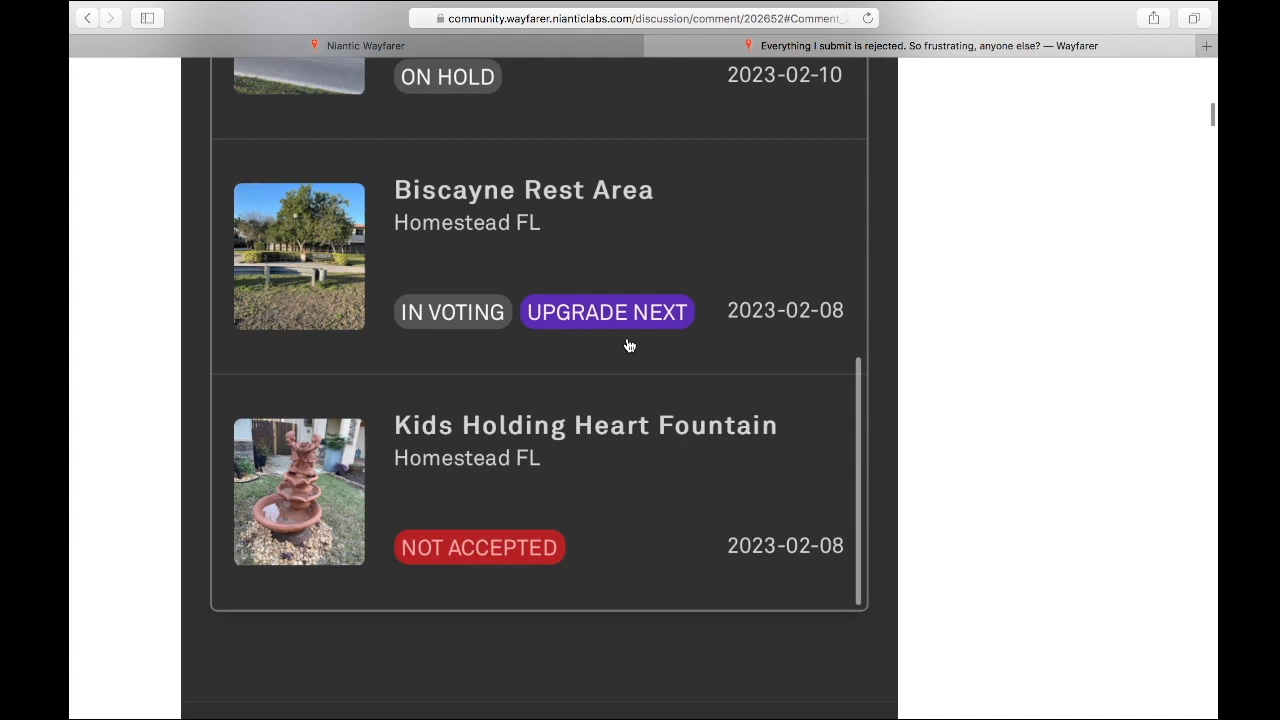 community.wayfarer.nianticlabs.com/discussion/comment/202652#Comment_
Niantic Wayfarer
Everything I submit is rejected. So frustrating, anyone else? — Wayfarer
ON HOLD
2023-02-10
Biscayne Rest Area
Homestead FL
IN VOTING
UPGRADE NEXT
2023-02-08
Kids Holding Heart Fountain
Homestead FL
NOT ACCEPTED
2023-02-08